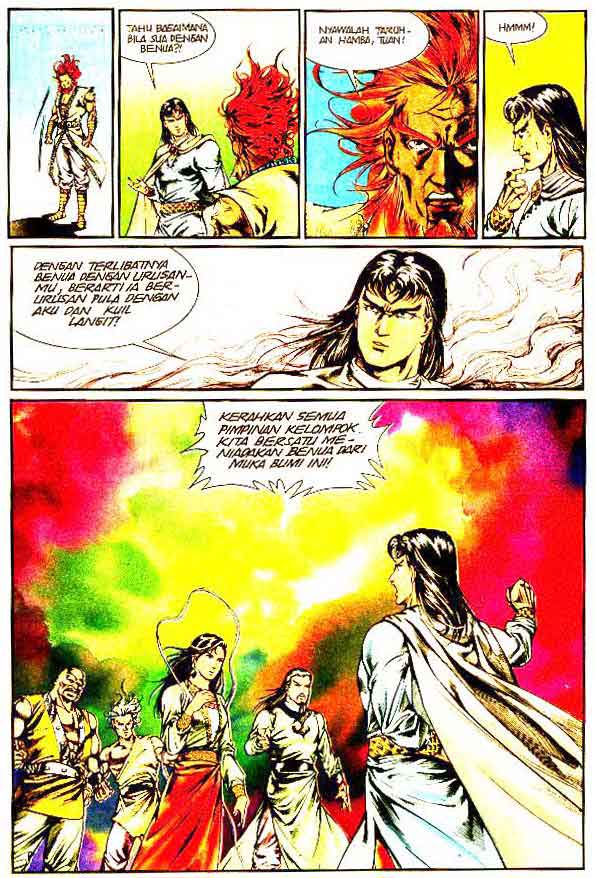 TAHU BAGAIMANA
BILA SUA DENGAN
BENUA?!
NYAWALAH TARUH-
AN HAMBA, TUAN!
HMMM!
DENGAN TERLIBATNYA
BENUA DENGAN URUSAN-
MU, BERARTI IA BER-
URUSAN PULA DENGAN
AKU DAN KUIL
LANGIT!
KERAHKAN SEMUA
PIMPINAN KELOMPOK.
KITA BERSATU ME-
NIADAKAN BENUA DARI
MUKA BUMI INI!